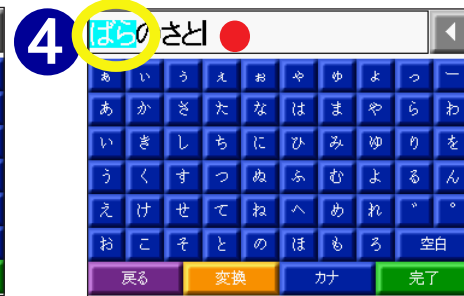 4 ばらのさと
ぁ ぃ ぅ ぇ ぉ ゃ ゅ ょ っ ー
あ か さ た な は ま や ら わ
い き し ち に ひ み ゆ り を
う く す つ ぬ ふ む よ る ん
え け せ て ね へ め れ ゛ ゜
お こ そ と の ほ も ろ 空白
戻る 変換 カナ 完了